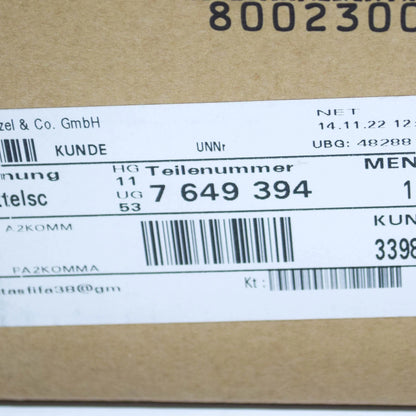 8002300
zel & Co. GmbH
NET
14.11.22 12:
KUNDE
UNNr
UBG: 48288
nung
HG
11
Teilenummer
MEN
telsc
UG
53
7 649 394
1
A2KOMM
KUN
3398
PA2KOMMA
tasfifa38@gm
Kt :